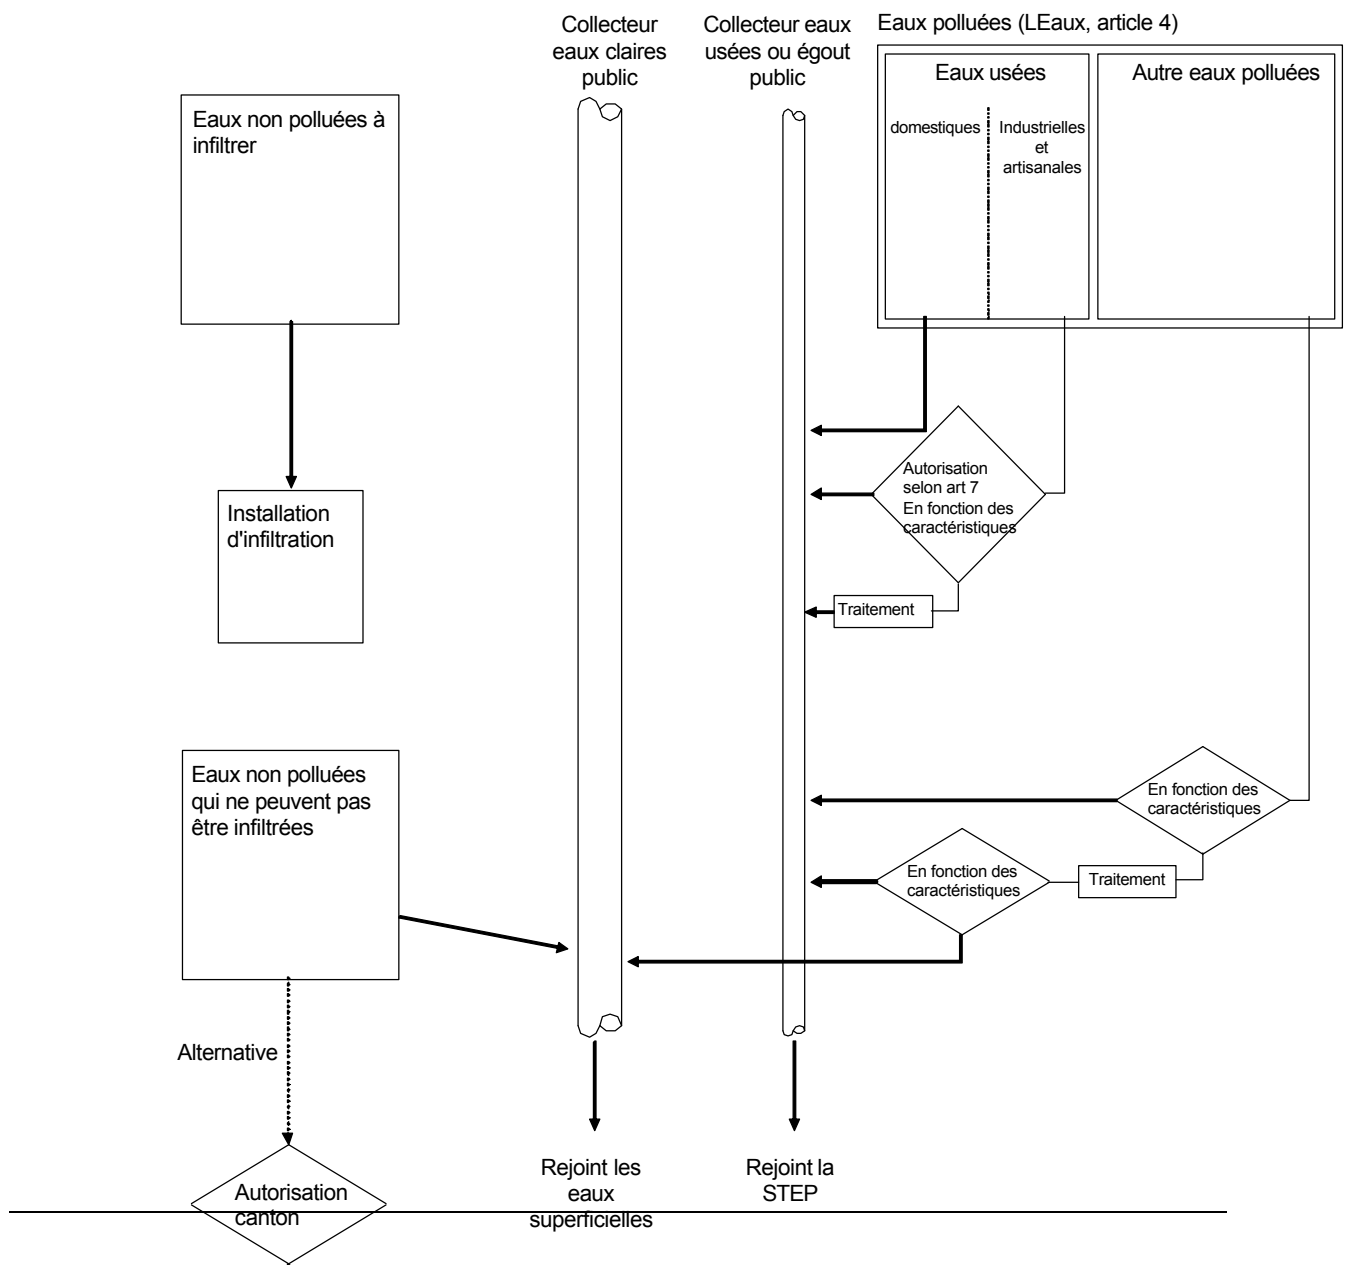 Collecteur
eaux claires
public
Collecteur eaux
usées ou égout
public
Eaux polluées (LEaux, article 4)
Eaux usées
Autre eaux polluées
domestiques
Industrielles
et
artisanales
Eaux non polluées à
infiltrer
Autorisation
selon art 7
En fonction des
caractéristiques
Installation
d'infiltration
Traitement
Eaux non polluées
qui ne peuvent pas
être infiltrées
En fonction des
caractéristiques
En fonction des
caractéristiques
Traitement
Alternative
Autorisation
canton
Rejoint les
eaux
superficielles
Rejoint la
STEP